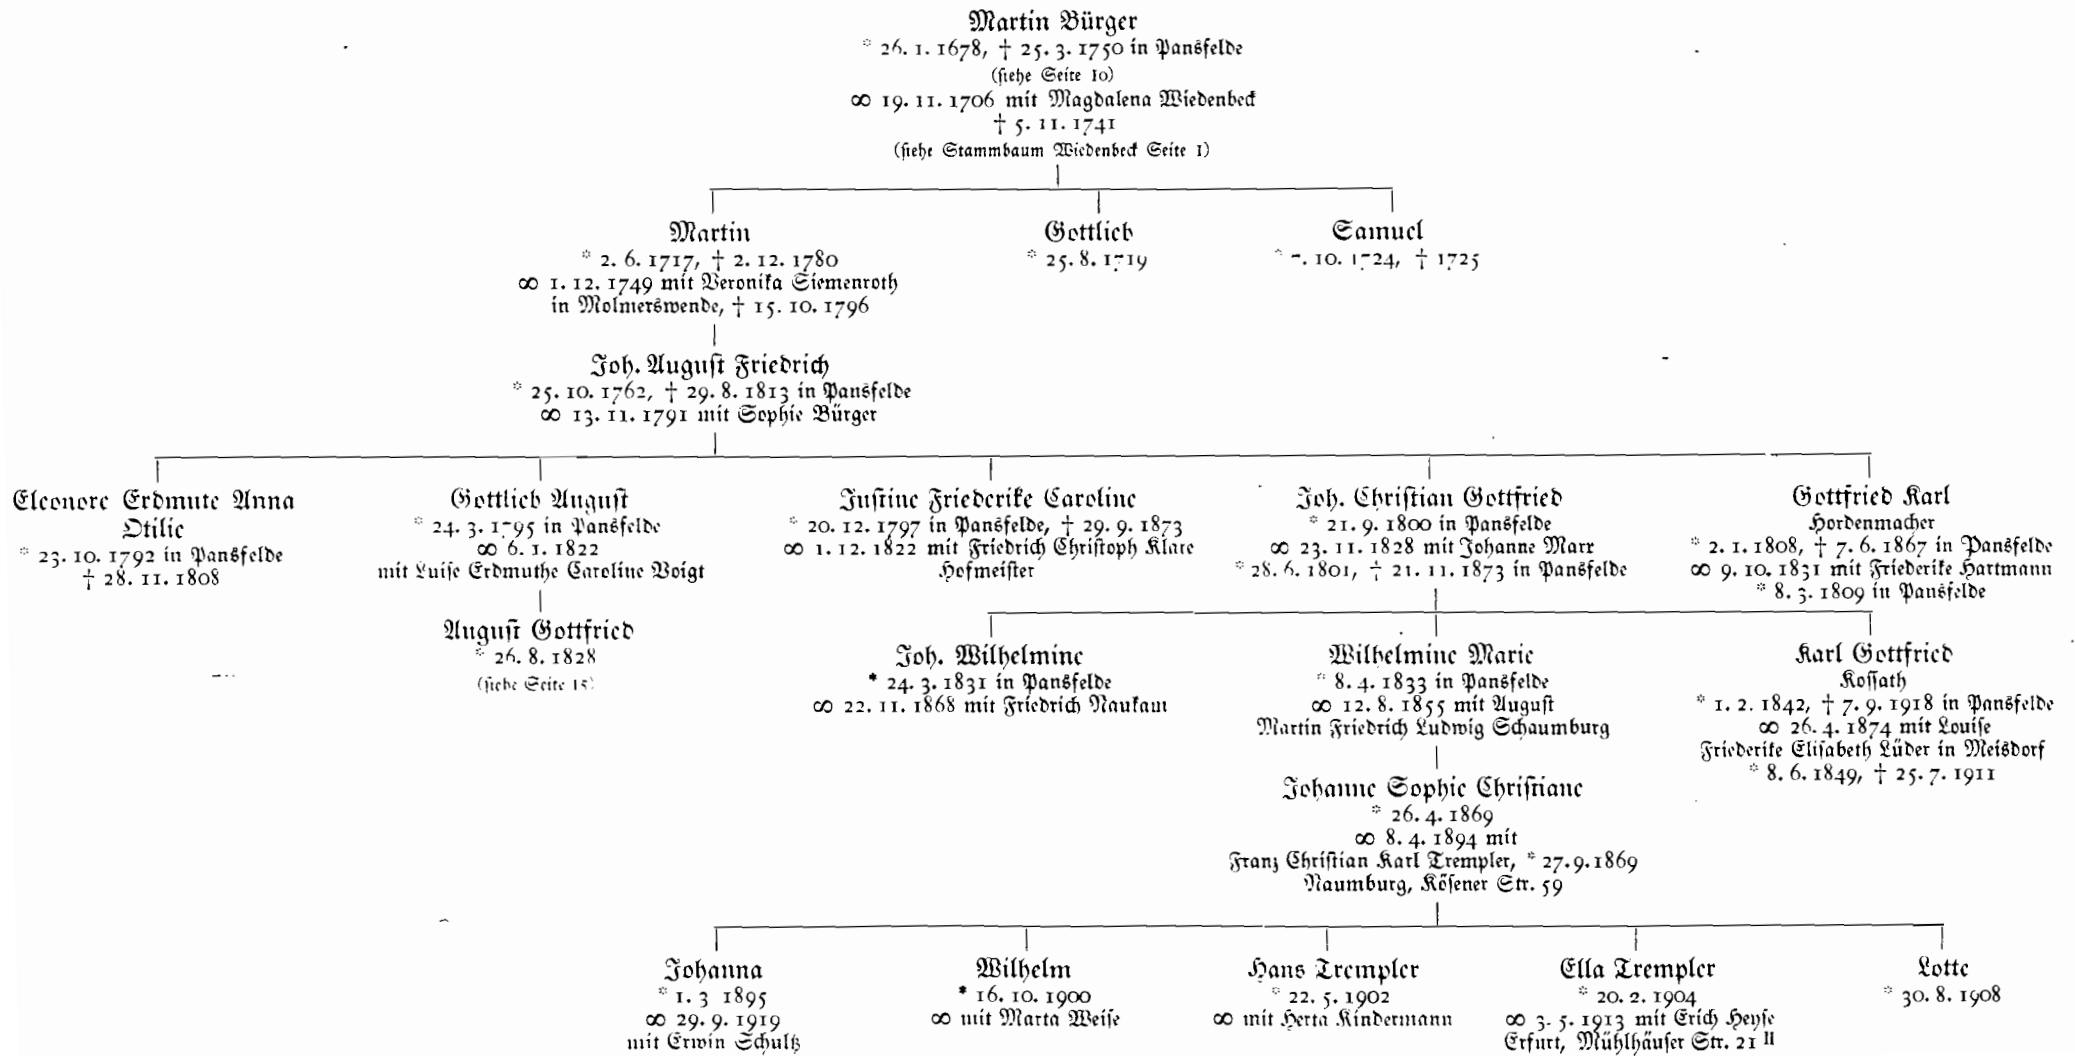 Martin Bürger
* 26. 1. 1678, † 25. 3. 1750 in Pansfelde
(siehe Seite 10)
∞ 19. 11. 1706 mit Magdalena Wiedenbeck
† 5. 11. 1741
(siehe Stammbaum Wiedenbeck Seite 1)
Martin
* 2. 6. 1717, † 2. 12. 1780
∞ 1. 12. 1749 mit Veronika Siemenroth
in Molmerswende, † 15. 10. 1796
Gottlieb
* 25. 8. 1719
Samuel
* 7. 10. 1724, † 1725
Joh. August Friedrich
* 25. 10. 1762, † 29. 8. 1813 in Pansfelde
∞ 13. 11. 1791 mit Sophie Bürger
Eleonore Erdmute Anna
Otilie
* 23. 10. 1792 in Pansfelde
† 28. 11. 1808
Gottlieb August
* 24. 3. 1795 in Pansfelde
∞ 6. 1. 1822
mit Luise Erdmuthe Caroline Voigt
Justine Friederike Caroline
* 20. 12. 1797 in Pansfelde, † 29. 9. 1873
∞ 1. 12. 1822 mit Friedrich Christoph Klare
Hofmeister
Joh. Christian Gottfried
* 21. 9. 1800 in Pansfelde
∞ 23. 11. 1828 mit Johanne Marx
* 28. 6. 1801, † 21. 11. 1873 in Pansfelde
Gottfried Karl
Hordenmacher
* 2. 1. 1808, † 7. 6. 1867 in Pansfelde
∞ 9. 10. 1831 mit Friederike Hartmann
* 8. 3. 1809 in Pansfelde
August Gottfried
* 26. 8. 1828
(siehe Seite 15)
Joh. Wilhelmine
* 24. 3. 1831 in Pansfelde
∞ 22. 11. 1868 mit Friedrich Naukaut
Wilhelmine Marie
* 8. 4. 1833 in Pansfelde
∞ 12. 8. 1855 mit August
Martin Friedrich Ludwig Schaumburg
Karl Gottfried
Kossath
* 1. 2. 1842, † 7. 9. 1918 in Pansfelde
∞ 26. 4. 1874 mit Louise
Friederike Elisabeth Lüder in Meisdorf
* 8. 6. 1849, † 25. 7. 1911
Johanne Sophie Christiane
* 26. 4. 1869
∞ 8. 4. 1894 mit
Franz Christian Karl Trempler, * 27. 9. 1869
Naumburg, Kösener Str. 59
Johanna
* 1. 3 1895
∞ 29. 9. 1919
mit Erwin Schultz
Wilhelm
* 16. 10. 1900
∞ mit Marta Weise
Hans Trempler
* 22. 5. 1902
∞ mit Herta Kindermann
Ella Trempler
* 20. 2. 1904
∞ 3. 5. 1913 mit Erich Heyse
Erfurt, Mühlhäuser Str. 21 II
Lotte
* 30. 8. 1908